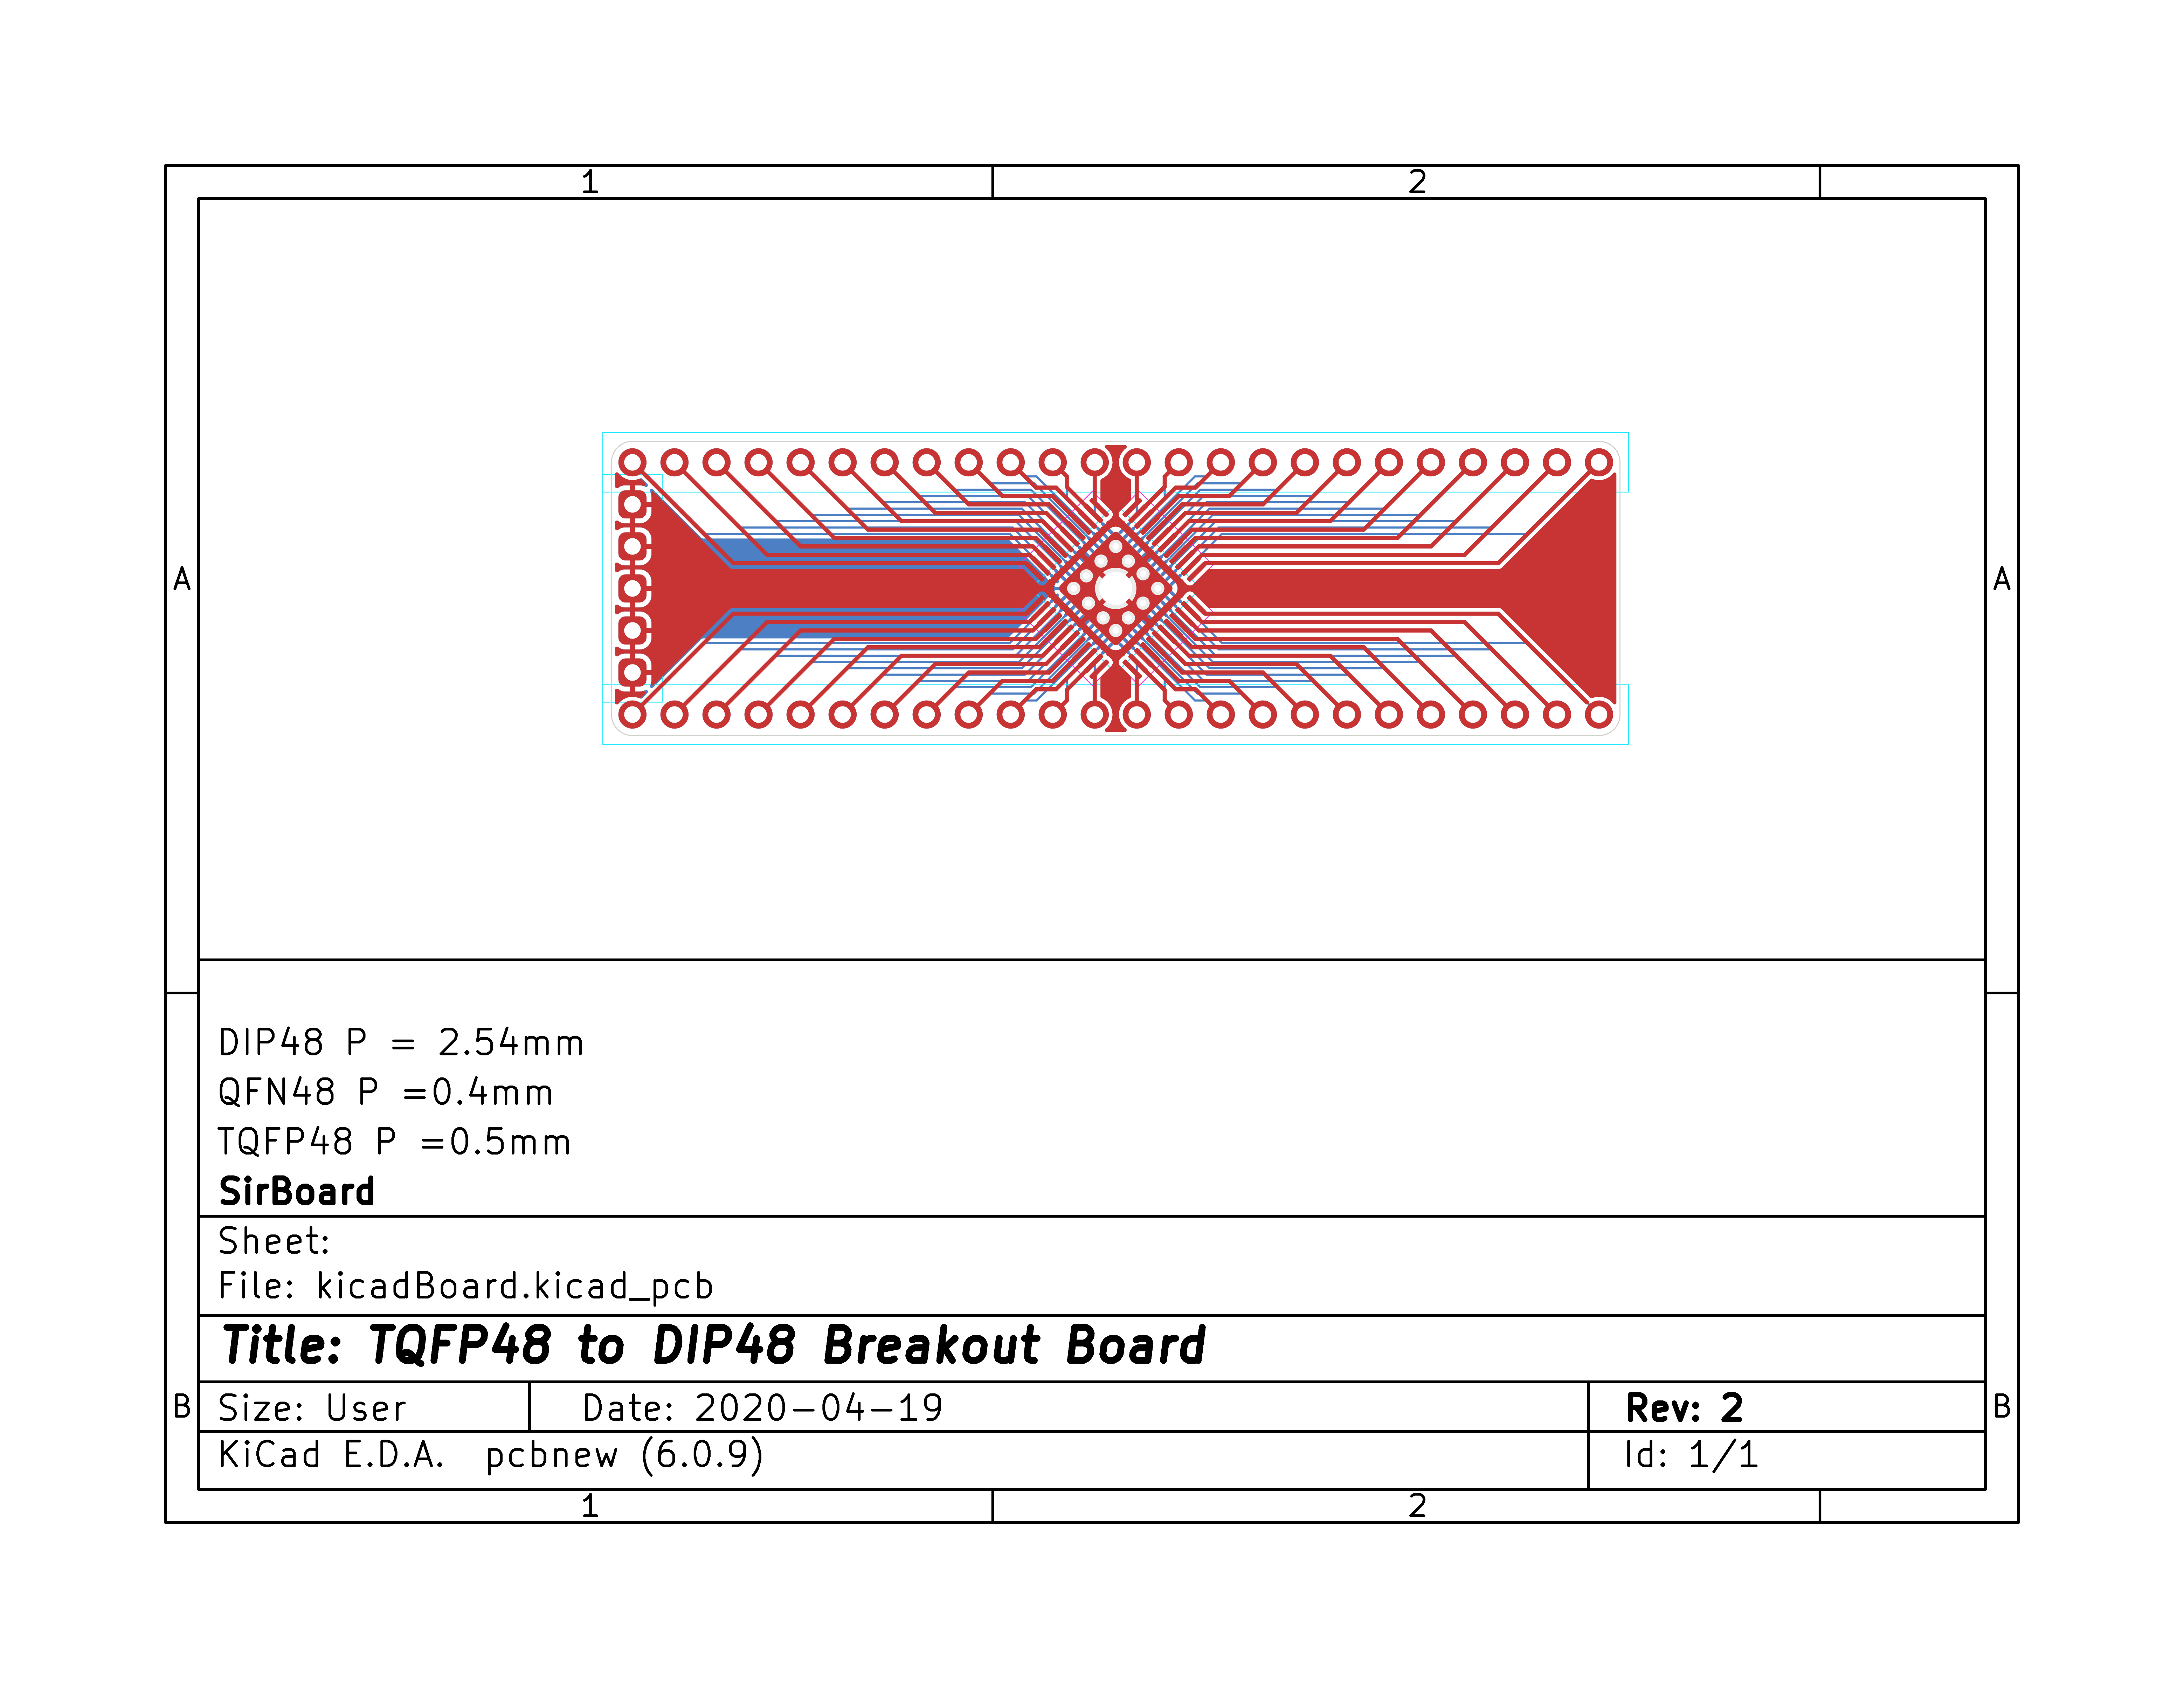 1 2
A A
DIP48 P = 2.54mm
QFN48 P =0.4mm
TQFP48 P =0.5mm
SirBoard
Sheet:
File: kicadBoard.kicad_pcb
Title: TQFP48 to DIP48 Breakout Board
B Size: User Date: 2020-04-19 Rev: 2 B
KiCad E.D.A. pcbnew (6.0.9) Id: 1/1
1 2